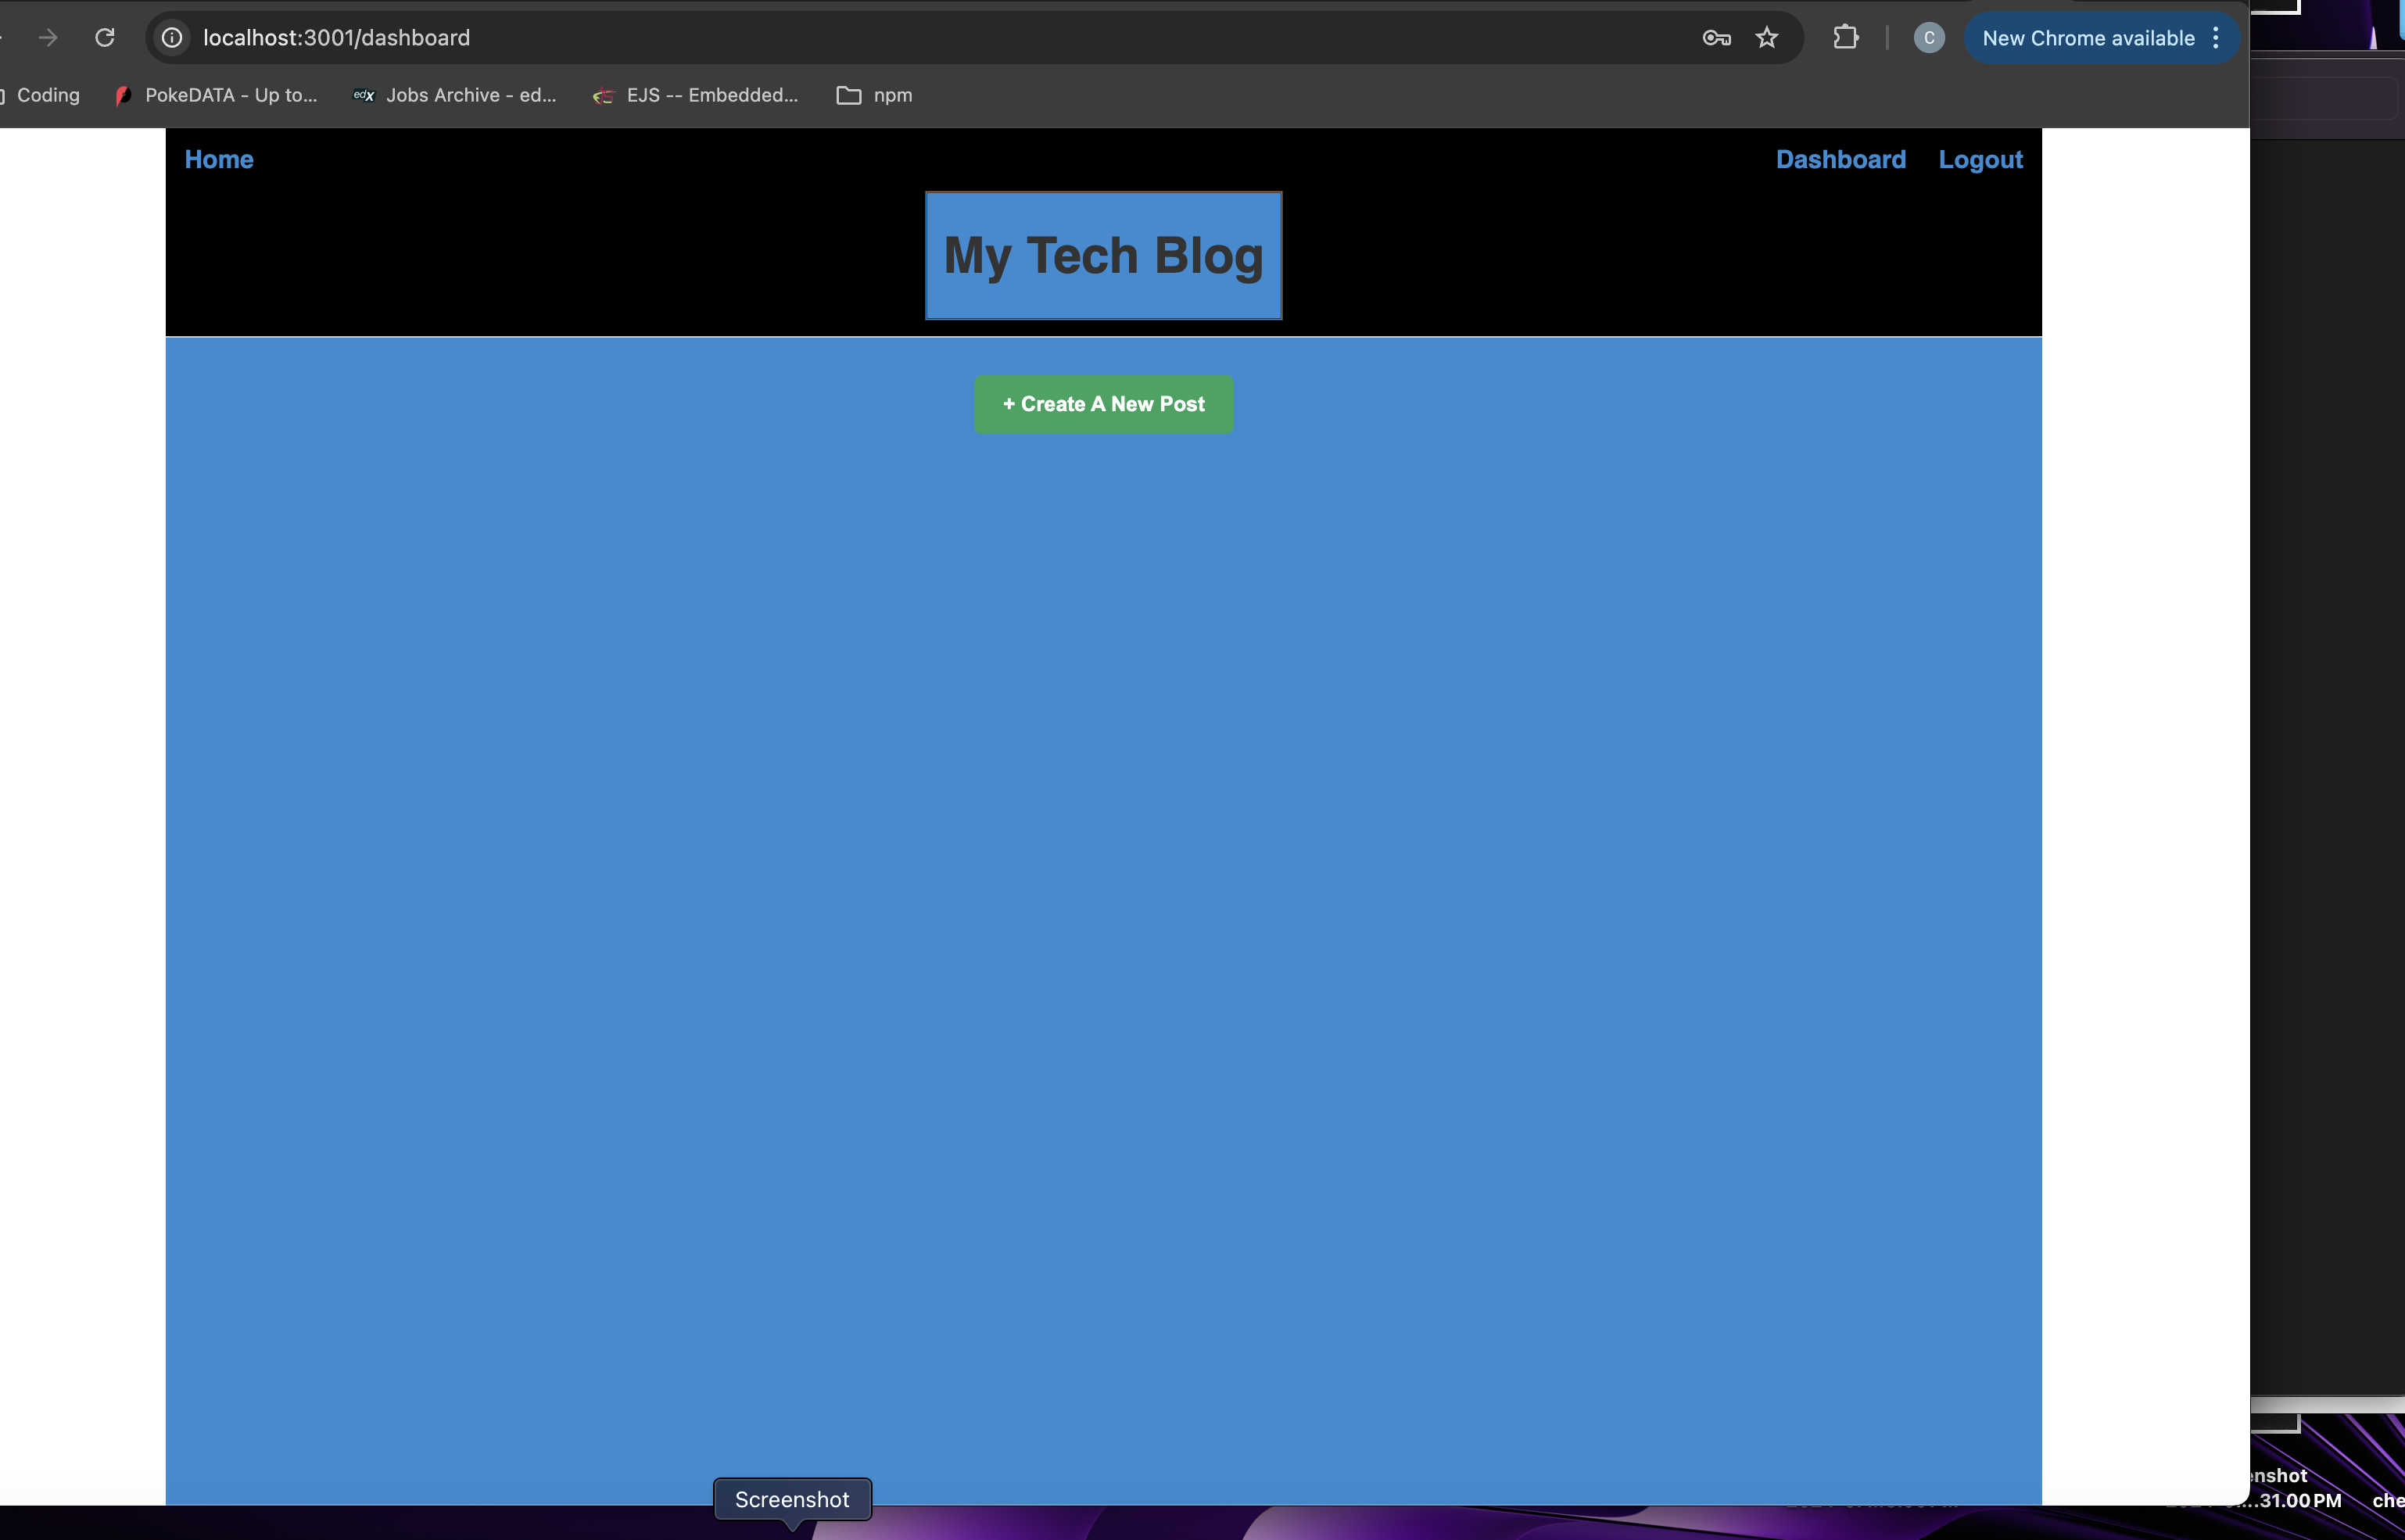 localhost:3001/dashboard
New Chrome available
Coding
PokeDATA - Up to...
edX Jobs Archive - ed...
EJS -- Embedded...
npm
C
Home
Dashboard
Logout
My Tech Blog
+ Create A New Post
Screenshot
enshot
...31.00 PM
che